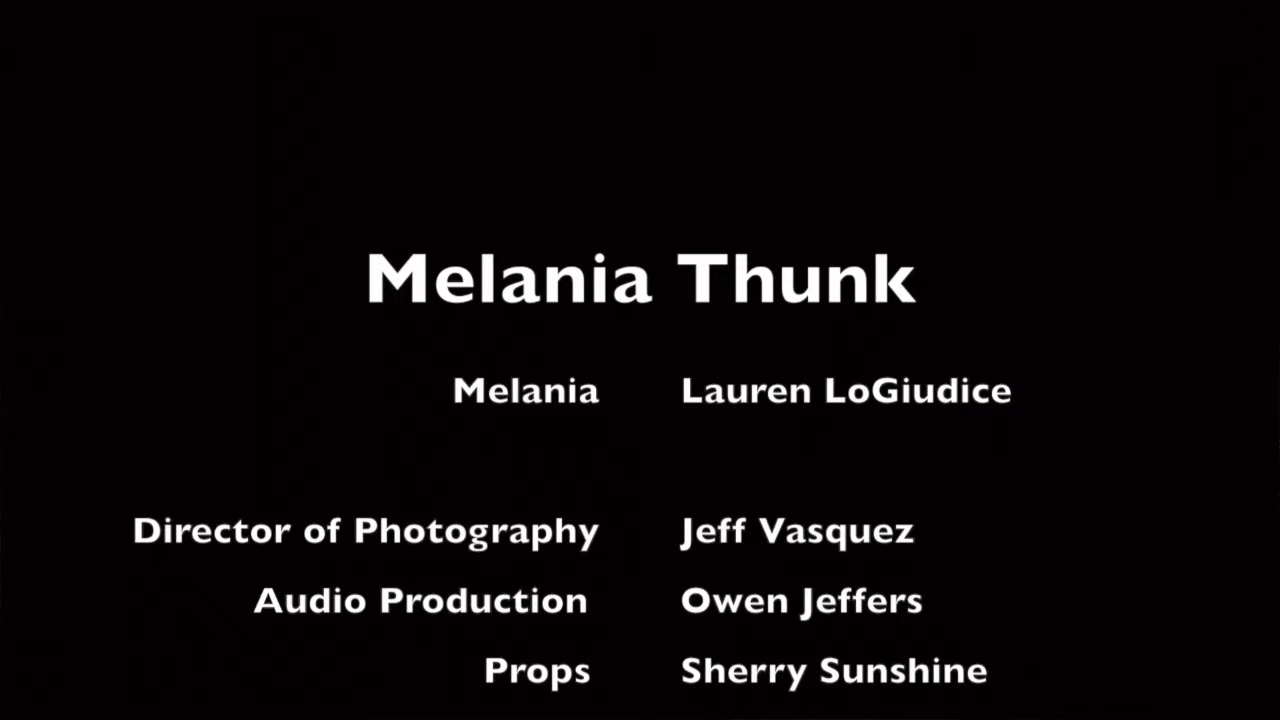 Melania Thunk
Melania Lauren LoGiudice
Director of Photography Jeff Vasquez
Audio Production Owen Jeffers
Props Sherry Sunshine